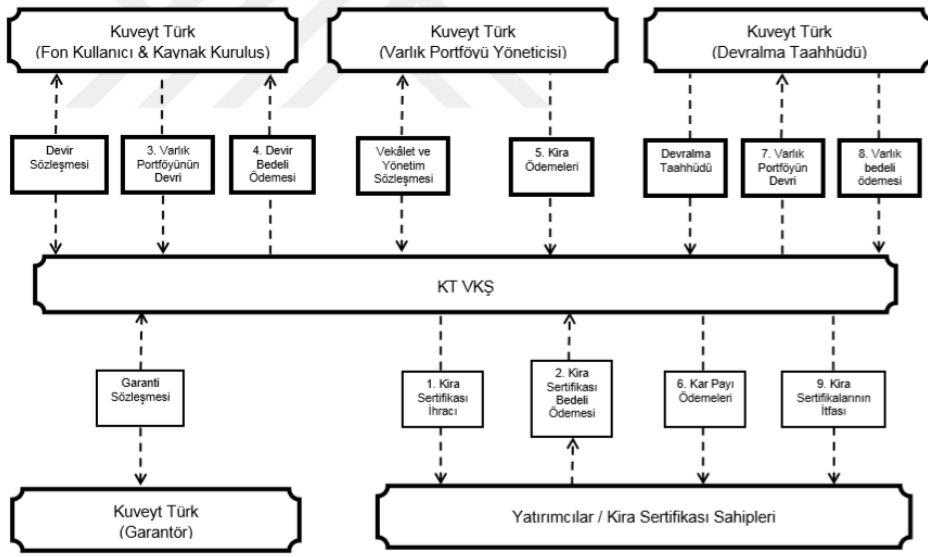 Kuveyt Türk
(Fon Kullanıcı & Kaynak Kuruluş)
Kuveyt Türk
(Varlık Portföyü Yöneticisi)
Kuveyt Türk
(Devralma Taahhüdü)
Devir
Sözleşmesi
3. Varlık
Portföyünün
Devri
4. Devir
Bedeli
Ödemesi
Vekâlet ve
Yönetim
Sözleşmesi
5. Kira
Ödemeleri
Devralma
Taahhüdü
7. Varlık
Portföyün
Devri
8. Varlık
bedeli
ödemesi
KT VKŞ
Garanti
Sözleşmesi
1. Kira
Sertifikası
İhracı
2. Kira
Sertifikası
Bedeli
Ödemesi
6. Kar Payı
Ödemeleri
9. Kira
Sertifikalarının
İtfası
Kuveyt Türk
(Garantör)
Yatırımcılar / Kira Sertifikası Sahipleri